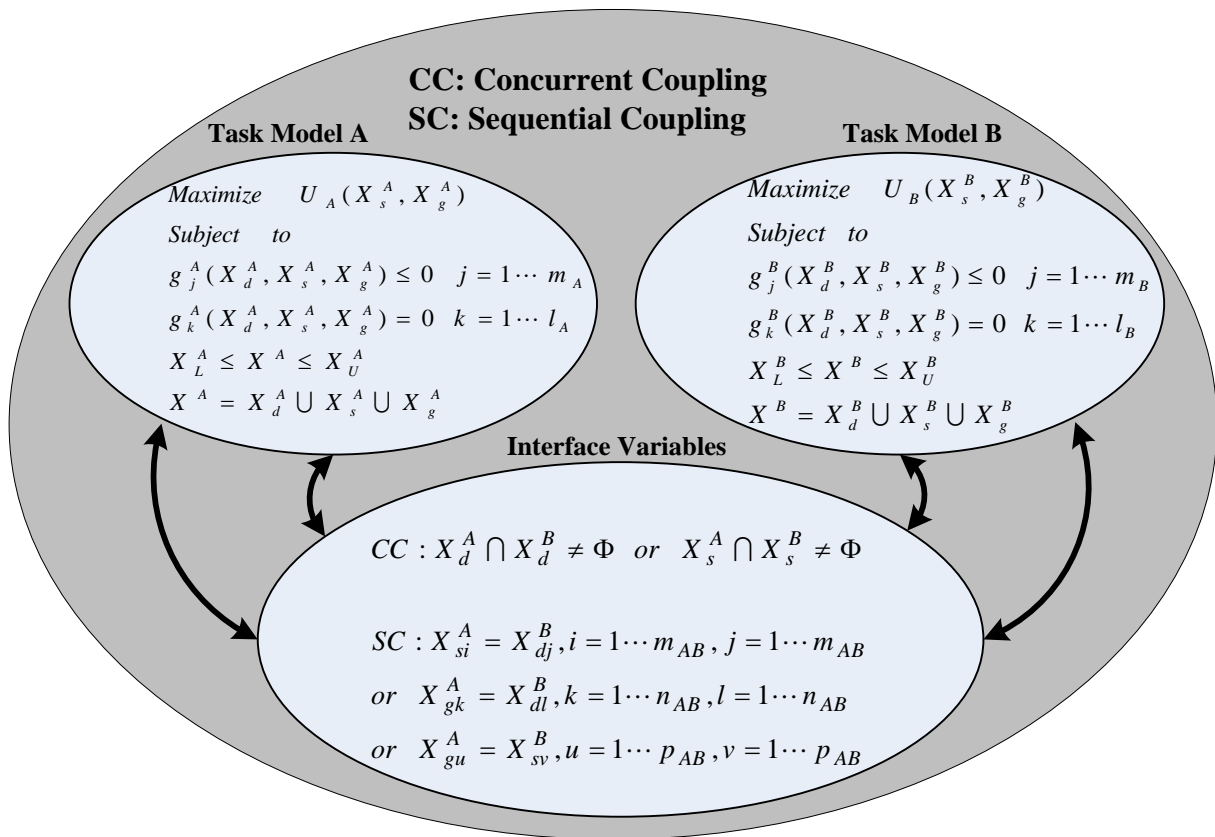 CC: Concurrent Coupling
SC: Sequential Coupling
Task Model A
Maximize U_A(X_s^A, X_g^A)
Subject to
g_j^A(X_d^A, X_s^A, X_g^A) ≤ 0 j = 1⋯m_A
g_k^A(X_d^A, X_s^A, X_g^A) = 0 k = 1⋯l_A
X_L^A ≤ X^A ≤ X_U^A
X^A = X_d^A ∪ X_s^A ∪ X_g^A
Task Model B
Maximize U_B(X_s^B, X_g^B)
Subject to
g_j^B(X_d^B, X_s^B, X_g^B) ≤ 0 j = 1⋯m_B
g_k^B(X_d^B, X_s^B, X_g^B) = 0 k = 1⋯l_B
X_L^B ≤ X^B ≤ X_U^B
X^B = X_d^B ∪ X_s^B ∪ X_g^B
Interface Variables
CC : X_d^A ∩ X_d^B ≠ Φ or X_s^A ∩ X_s^B ≠ Φ
SC : X_si^A = X_dj^B, i = 1⋯m_AB, j = 1⋯m_AB
or X_gk^A = X_dl^B, k = 1⋯n_AB, l = 1⋯n_AB
or X_gu^A = X_sv^B, u = 1⋯p_AB, v = 1⋯p_AB